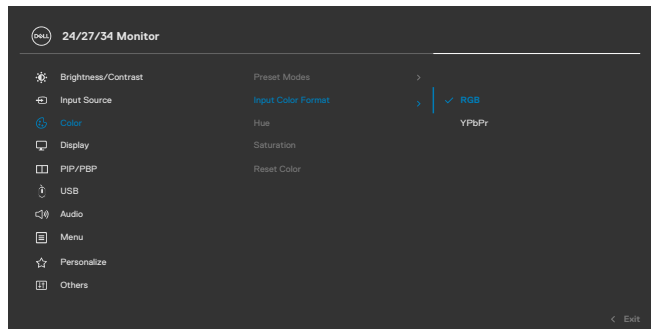 DELL 24/27/34 Monitor
Brightness/Contrast Preset Modes >
Input Source Input Color Format > ✓ RGB
Color Hue YPbPr
Display Saturation
PIP/PBP Reset Color
USB
Audio
Menu
Personalize
Others
< Exit